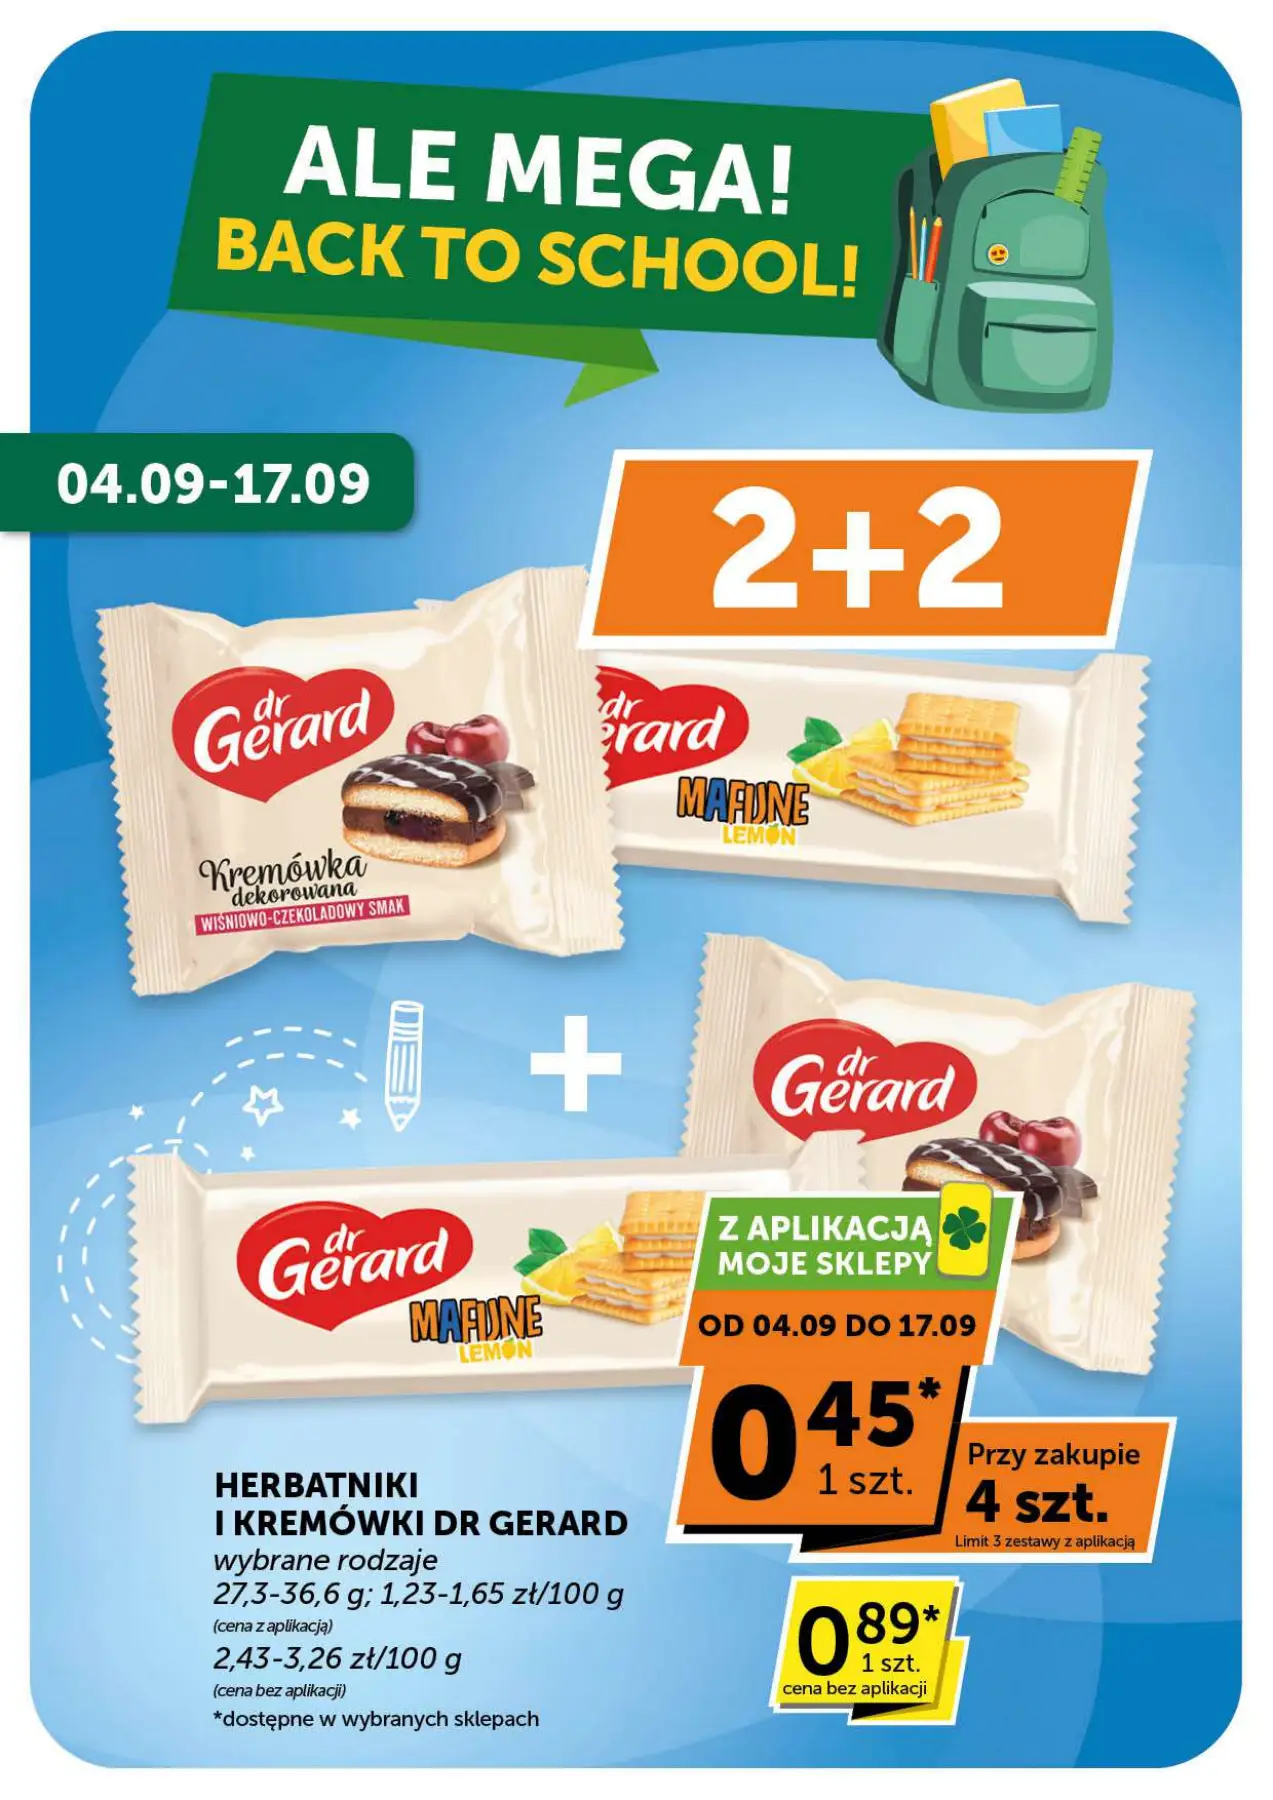 ALE MEGA!
BACK TO SCHOOL!
04.09-17.09
2+2
dr
Gerard
Kremówka
dekorowana
WIŚNIOWO-CZEKOLADOWY SMAK
dr
Gerard
MAFIJNE
LEMON
+
dr
Gerard
dr
Gerard
MAFIJNE
LEMON
Z APLIKACJĄ
MOJE SKLEPY
OD 04.09 DO 17.09
0 45*
1 szt.
Przy zakupie
4 szt.
Limit 3 zestawy z aplikacją
HERBATNIKI
I KREMÓWKI DR GERARD
wybrane rodzaje
27,3-36,6 g; 1,23-1,65 zł/100 g
(cena z aplikacją)
2,43-3,26 zł/100 g
(cena bez aplikacji)
*dostępne w wybranych sklepach
0 89*
1 szt.
cena bez aplikacji